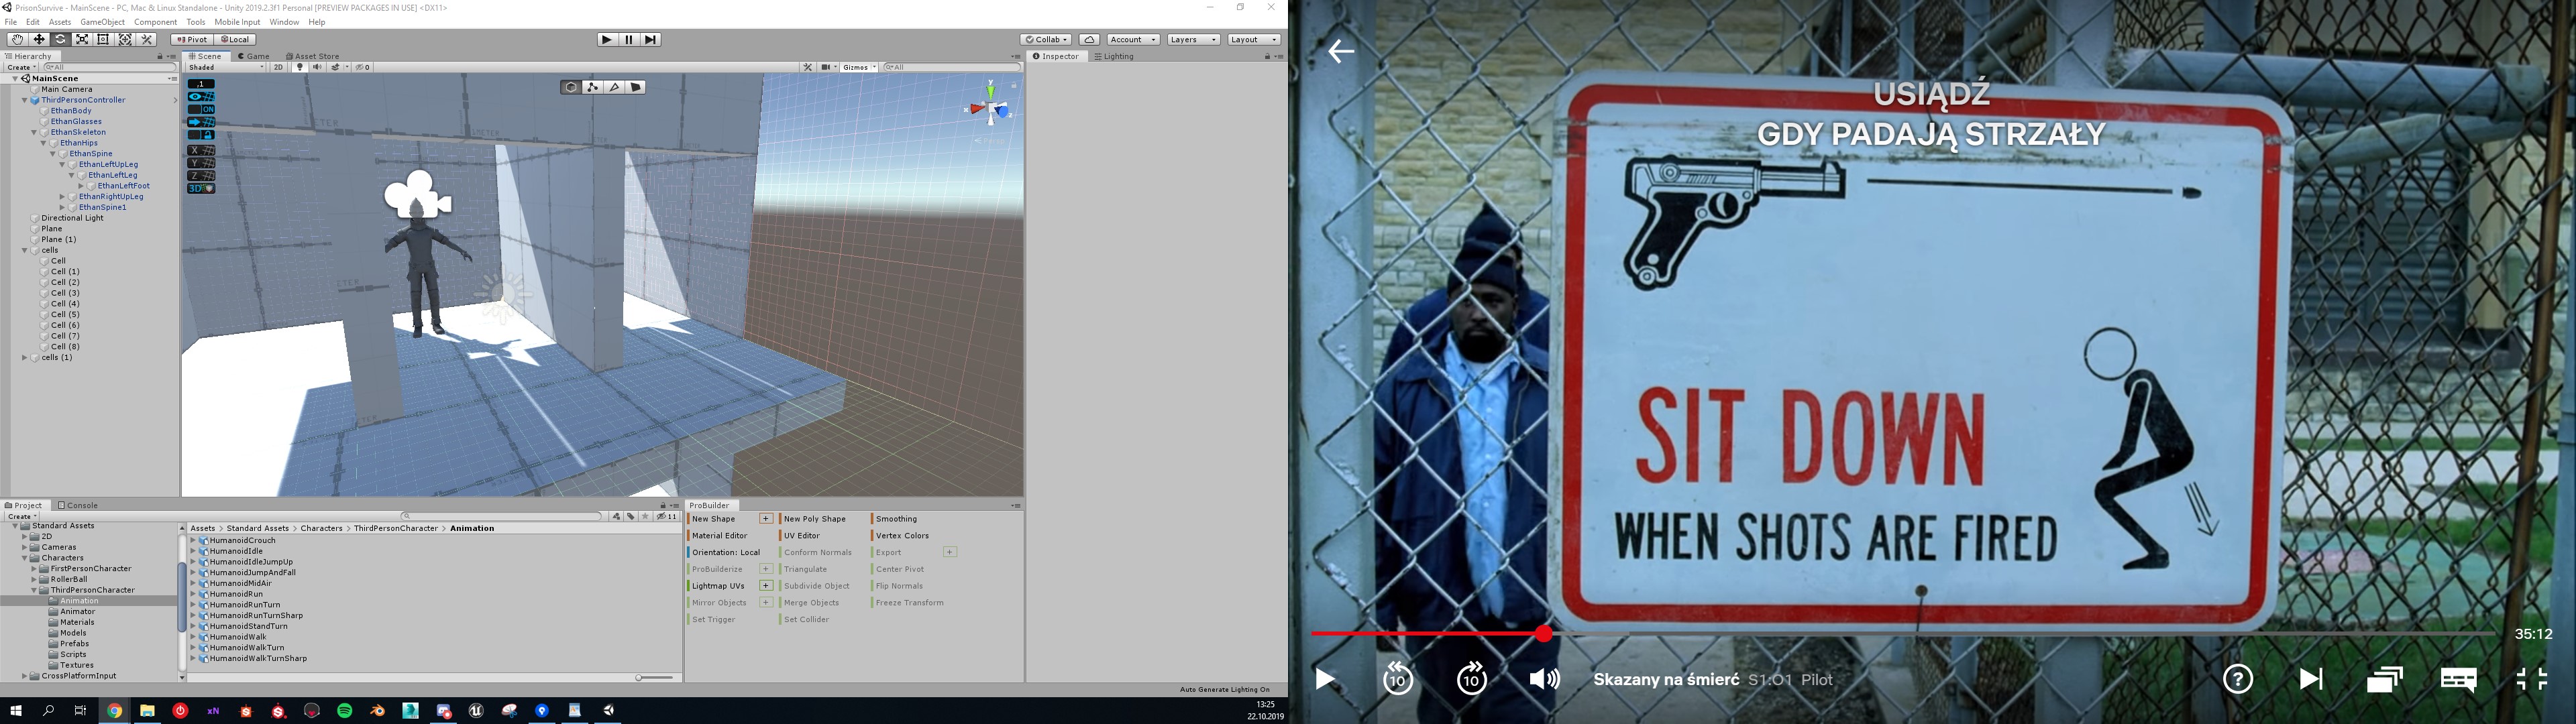 PrisonSurvive - MainScene - PC, Mac & Linux Standalone - Unity 2019.2.3f1 Personal [PREVIEW PACKAGES IN USE] <DX11>
File Edit Assets GameObject Component Tools Mobile Input Window Help
Pivot Local
Collab Account Layers Layout
Hierarchy
Create All
MainScene
Main Camera
ThirdPersonController
EthanBody
EthanGlasses
EthanSkeleton
EthanHips
EthanSpine
EthanLeftUpLeg
EthanLeftLeg
EthanLeftFoot
EthanRightUpLeg
EthanSpine1
Directional Light
Plane
Plane (1)
cells
Cell
Cell (1)
Cell (2)
Cell (3)
Cell (4)
Cell (5)
Cell (6)
Cell (7)
Cell (8)
cells (1)
Scene Game Asset Store
Shaded 2D 0 Gizmos All
.1
ON
X
Y
Z
3D
y
x
z
Inspector Lighting
Project Console
Create
11
Standard Assets
2D
Cameras
Characters
FirstPersonCharacter
RollerBall
ThirdPersonCharacter
Animation
Animator
Materials
Models
Prefabs
Scripts
Textures
CrossPlatformInput
Assets > Standard Assets > Characters > ThirdPersonCharacter > Animation
HumanoidCrouch
HumanoidIdle
HumanoidIdleJumpUp
HumanoidJumpAndFall
HumanoidMidAir
HumanoidRun
HumanoidRunTurn
HumanoidRunTurnSharp
HumanoidStandTurn
HumanoidWalk
HumanoidWalkTurn
HumanoidWalkTurnSharp
ProBuilder
New Shape + New Poly Shape Smoothing
Material Editor UV Editor Vertex Colors
Orientation: Local Conform Normals Export +
ProBuilderize + Triangulate Center Pivot
Lightmap UVs + Subdivide Object Flip Normals
Mirror Objects + Merge Objects Freeze Transform
Set Trigger Set Collider
Auto Generate Lighting On
xN
13:25
22.10.2019
USIĄDŹ
GDY PADAJĄ STRZAŁY
SIT DOWN
WHEN SHOTS ARE FIRED
35:12
10 10 Skazany na śmierć S1:O1 Pilot ?